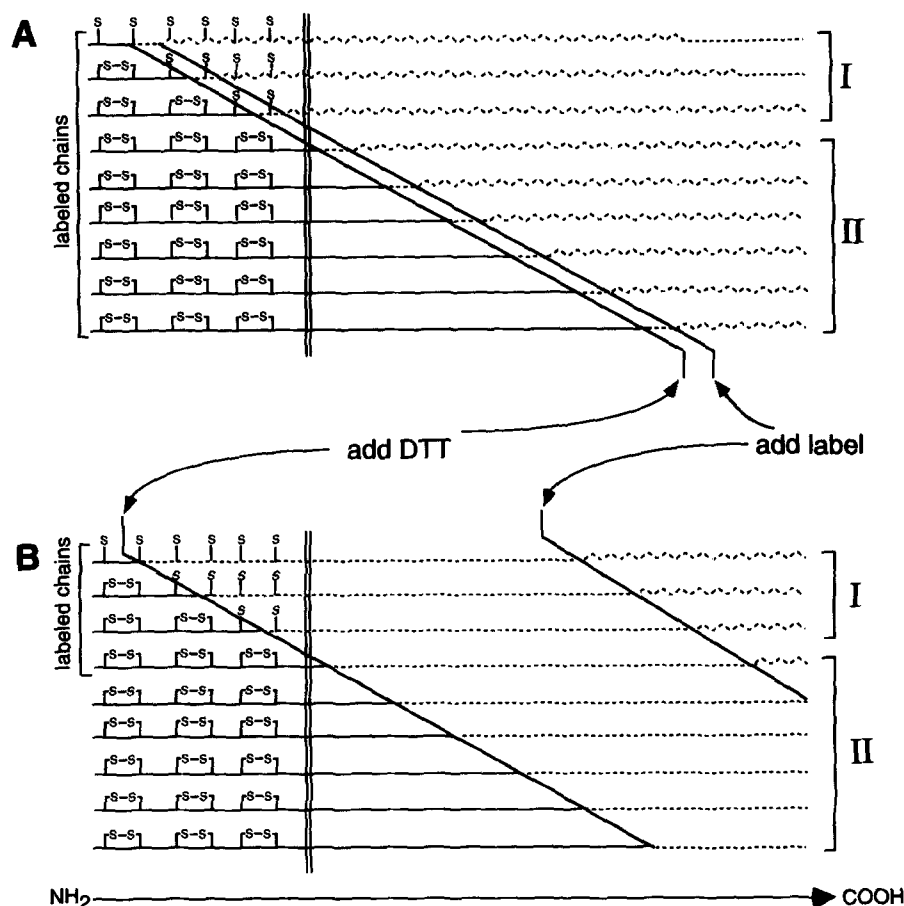 A
labeled chains
S S S S S S
S–S S S S S
S–S S–S S S
S–S S–S S–S
S–S S–S S–S
S–S S–S S–S
S–S S–S S–S
S–S S–S S–S
S–S S–S S–S
I
II
add DTT
add label
B
labeled chains
S S S S S S
S–S S S S S
S–S S–S S S
S–S S–S S–S
S–S S–S S–S
S–S S–S S–S
S–S S–S S–S
S–S S–S S–S
S–S S–S S–S
I
II
NH2 COOH